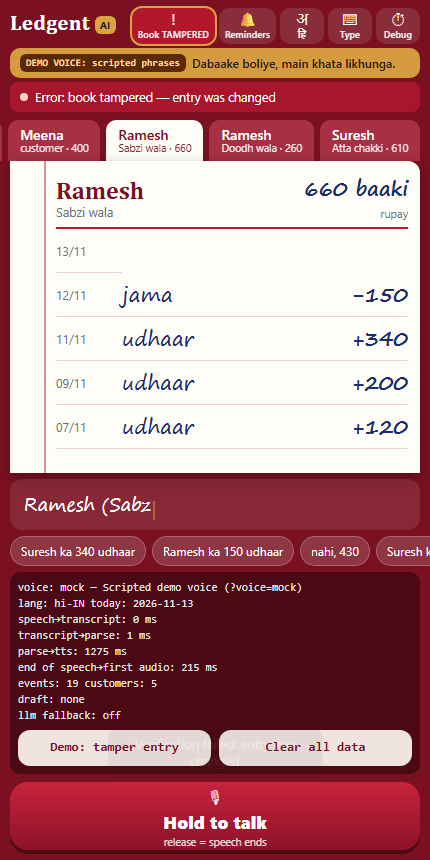 Ledgent AI
! Book TAMPERED
Reminders
अ हि
Type
Debug
DEMO VOICE: scripted phrases Dabaake boliye, main khata likhunga.
Error: book tampered — entry was changed
Meena
customer · 400
Ramesh
Sabzi wala · 660
Ramesh
Doodh wala · 260
Suresh
Atta chakki · 610
Ramesh 660 baaki
Sabzi wala rupay
13/11
12/11 jama -150
11/11 udhaar +340
09/11 udhaar +200
07/11 udhaar +120
Ramesh (Sabz
Suresh ka 340 udhaar Ramesh ka 150 udhaar nahi, 430 Suresh k
voice: mock — Scripted demo voice (?voice=mock)
lang: hi-IN today: 2026-11-13
speech→transcript: 0 ms
transcript→parse: 1 ms
parse→tts: 1275 ms
end of speech→first audio: 215 ms
events: 19 customers: 5
draft: none
llm fallback: off
Demo: tamper entry Clear all data
Hold to talk
release = speech ends